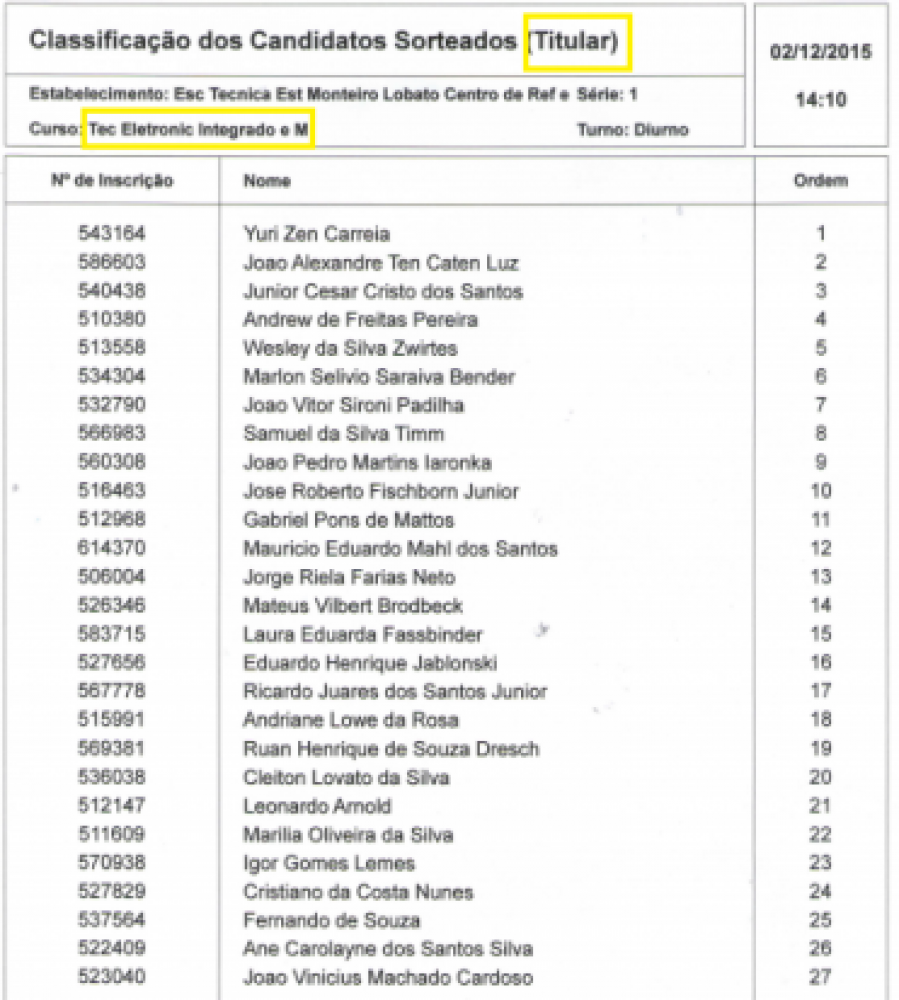 Classificação dos Candidatos Sorteados (Titular)
02/12/2015
14:10
Estabelecimento: Esc Tecnica Est Monteiro Lobato Centro de Ref e Série: 1
Curso: Tec Eletronic Integrado e M Turno: Diurno
Nº de Inscrição Nome Ordem
543164 Yuri Zen Carreia 1
586603 Joao Alexandre Ten Caten Luz 2
540438 Junior Cesar Cristo dos Santos 3
510380 Andrew de Freitas Pereira 4
513558 Wesley da Silva Zwirtes 5
534304 Marlon Selivio Saraiva Bender 6
532790 Joao Vitor Sironi Padilha 7
566983 Samuel da Silva Timm 8
560308 Joao Pedro Martins Iaronka 9
516463 Jose Roberto Fischborn Junior 10
512968 Gabriel Pons de Mattos 11
614370 Mauricio Eduardo Mahl dos Santos 12
506004 Jorge Riela Farias Neto 13
526346 Mateus Vilbert Brodbeck 14
583715 Laura Eduarda Fassbinder 15
527656 Eduardo Henrique Jablonski 16
567778 Ricardo Juares dos Santos Junior 17
515991 Andriane Lowe da Rosa 18
569381 Ruan Henrique de Souza Dresch 19
536038 Cleiton Lovato da Silva 20
512147 Leonardo Arnold 21
511609 Marilia Oliveira da Silva 22
570938 Igor Gomes Lemes 23
527829 Cristiano da Costa Nunes 24
537564 Fernando de Souza 25
522409 Ane Carolayne dos Santos Silva 26
523040 Joao Vinicius Machado Cardoso 27